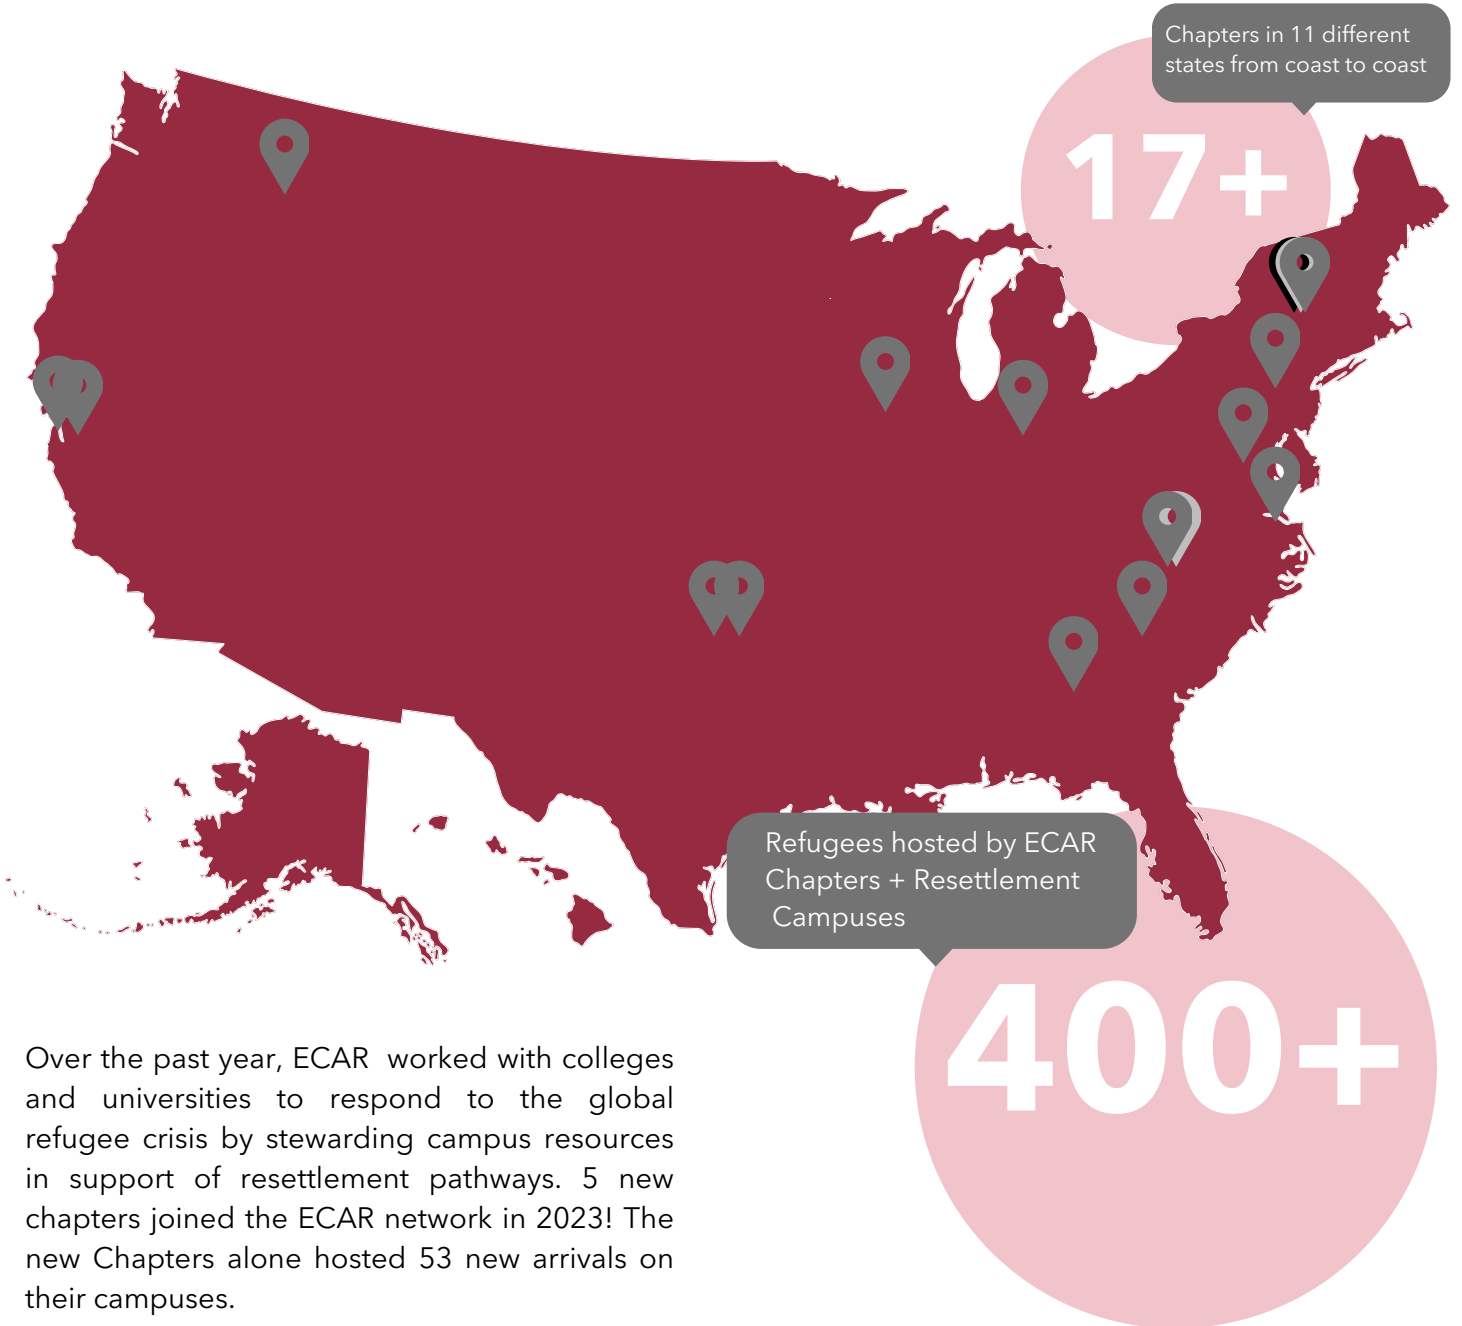 Chapters in 11 different
states from coast to coast
17+
Refugees hosted by ECAR
Chapters + Resettlement
Campuses
400+
Over the past year, ECAR worked with colleges
and universities to respond to the global
refugee crisis by stewarding campus resources
in support of resettlement pathways. 5 new
chapters joined the ECAR network in 2023! The
new Chapters alone hosted 53 new arrivals on
their campuses.